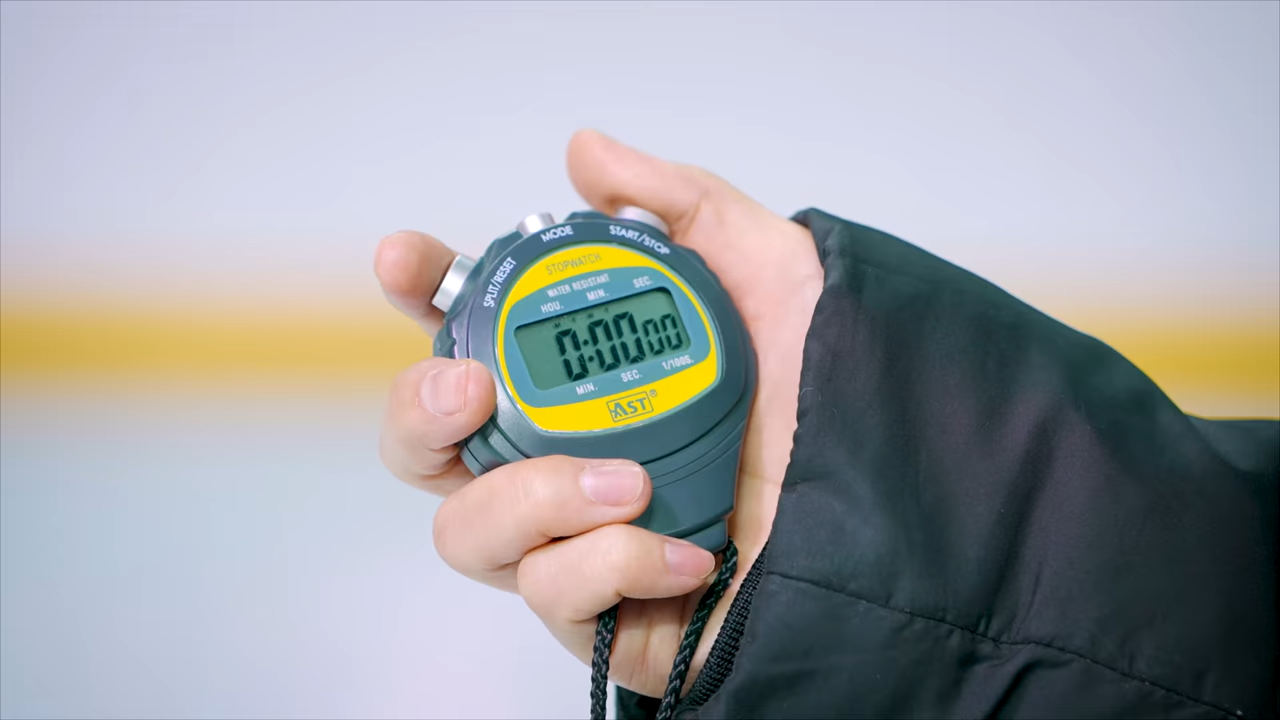 MODE
START/STOP
SPLIT/RESET
STOPWATCH
WATER RESISTANT
HOU. MIN. SEC.
0:00 00
MIN. SEC. 1/100S.
AST®